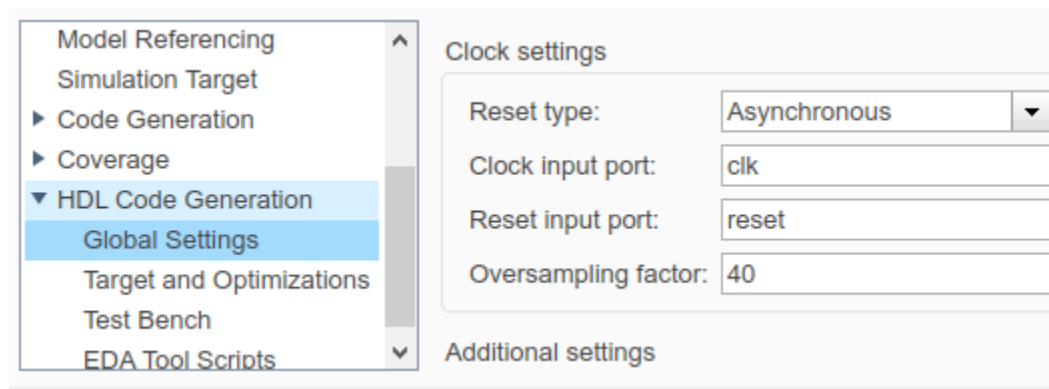 Model Referencing
Simulation Target
Code Generation
Coverage
HDL Code Generation
Global Settings
Target and Optimizations
Test Bench
EDA Tool Scripts
Clock settings
Reset type: Asynchronous
Clock input port: clk
Reset input port: reset
Oversampling factor: 40
Additional settings